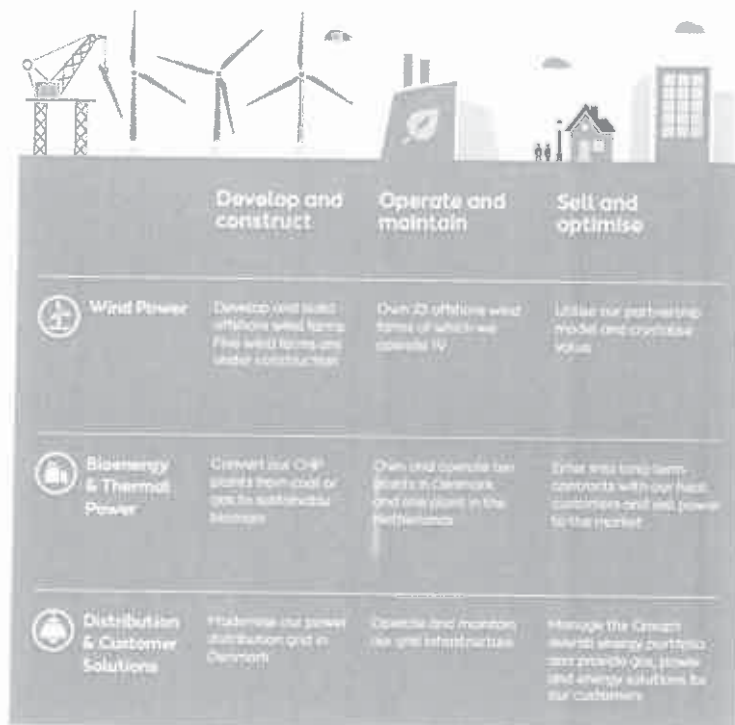 Develop and
construct
Operate and
maintain
Sell and
optimise
Wind Power
Develop and build
offshore wind farms
Five wind farms are
under construction
Own offshore wind
farms of which we
operate
Utilise our partnership
model and crystallise
value
Bioenergy
& Thermal
Power
Convert our CHP
plants from coal or
gas to sustainable
biomass
Own and operate ten
plants in Denmark
and one plant in the
Netherlands
Enter into long term
contracts with our heat
customers and sell power
to the market
Distribution
& Customer
Solutions
Modernise our power
distribution grid in
Denmark
Operate and maintain
our grid infrastructure
Manage the Group's
overall energy portfolio
and provide gas, power
and energy solutions to
our customers